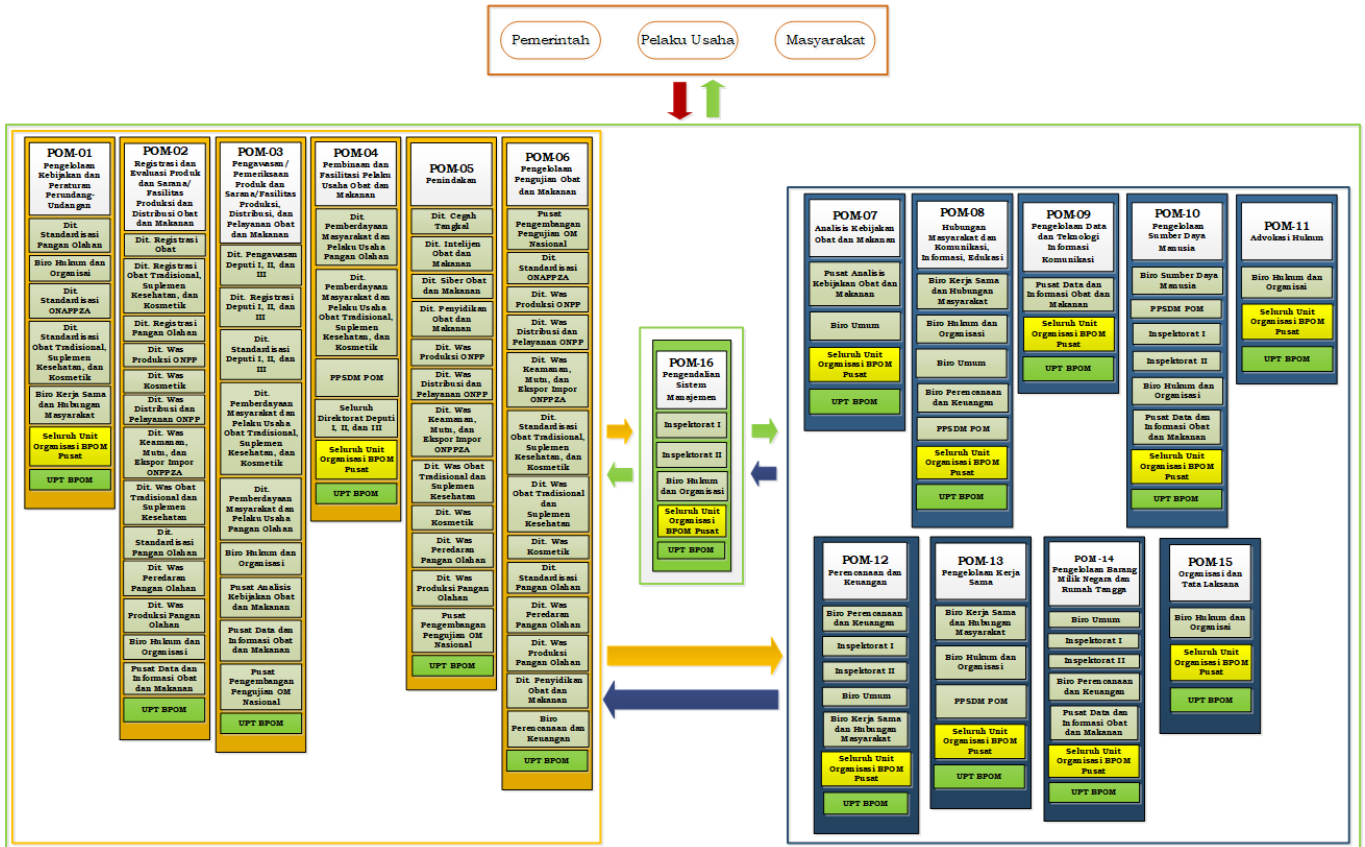 Pemerintah
Pelaku Usaha
Masyarakat
POM-01
Pengelolaan
Kebijakan dan
Peraturan
Perundang-
Undangan
Dit.
Standardisasi
Pangan Olahan
Biro Hukum dan
Organisai
Dit.
Standardisasi
ONAPPZA
Dit.
Standardisasi
Obat Tradisional,
Suplemen
Kesehatan, dan
Kosmetik
Biro Kerja Sama
dan Hubungan
Masyarakat
Seluruh Unit
Organisasi BPOM
Pusat
UPT BPOM
POM-02
Registrasi dan
Evaluasi Produk
dan Sarana/
Fasilitas
Produksi dan
Distribusi Obat
dan Makanan
Dit. Registrasi
Obat
Dit. Registrasi
Obat Tradisional,
Suplemen
Kesehatan, dan
Kosmetik
Dit. Registrasi
Pangan Olahan
Dit. Was
Produksi ONPP
Dit. Was
Kosmetik
Dit. Was
Distribusi dan
Pelayanan ONPP
Dit. Was
Keamanan,
Mutu, dan
Ekspor Impor
ONPPZA
Dit. Was Obat
Tradisional dan
Suplemen
Kesehatan
Dit.
Standardisasi
Pangan Olahan
Dit. Was
Peredaran
Pangan Olahan
Dit. Was
Produksi Pangan
Olahan
Biro Hukum dan
Organisasi
Pusat Data dan
Informasi Obat
dan Makanan
UPT BPOM
POM-03
Pengawasan/
Pemeriksaan
Produk dan
Sarana/Fasilitas
Produksi,
Distribusi, dan
Pelayanan Obat
dan Makanan
Dit. Pengawasan
Deputi I, II, dan
III
Dit. Registrasi
Deputi I, II, dan
III
Dit.
Standardisasi
Deputi I, II, dan
III
Dit.
Pemberdayaan
Masyarakat dan
Pelaku Usaha
Obat Tradisional,
Suplemen
Kesehatan, dan
Kosmetik
Dit.
Pemberdayaan
Masyarakat dan
Pelaku Usaha
Pangan Olahan
Biro Hukum dan
Organisasi
Pusat Analisis
Kebijakan Obat
dan Makanan
Pusat Data dan
Informasi Obat
dan Makanan
Pusat
Pengembangan
Pengujian OM
Nasional
UPT BPOM
POM-04
Pembinaan dan
Fasilitasi Pelaku
Usaha Obat dan
Makanan
Dit.
Pemberdayaan
Masyarakat dan
Pelaku Usaha
Pangan Olahan
Dit.
Pemberdayaan
Masyarakat dan
Pelaku Usaha
Obat Tradisional,
Suplemen
Kesehatan, dan
Kosmetik
PPSDM POM
Seluruh
Direktorat Deputi
I, II, dan III
Seluruh Unit
Organisasi BPOM
Pusat
UPT BPOM
POM-05
Penindakan
Dit. Cegah
Tangkal
Dit. Intelijen
Obat dan
Makanan
Dit. Siber Obat
dan Makanan
Dit. Penyidikan
Obat dan
Makanan
Dit. Was
Produksi ONPP
Dit. Was
Distribusi dan
Pelayanan ONPP
Dit. Was
Keamanan,
Mutu, dan
Ekspor Impor
ONPPZA
Dit. Was Obat
Tradisional dan
Suplemen
Kesehatan
Dit. Was
Kosmetik
Dit. Was
Peredaran
Pangan Olahan
Dit. Was
Produksi Pangan
Olahan
Pusat
Pengembangan
Pengujian OM
Nasional
UPT BPOM
POM-06
Pengelolaan
Pengujian Obat
dan Makanan
Pusat
Pengembangan
Pengujian OM
Nasional
Dit.
Standardisasi
ONAPPZA
Dit. Was
Produksi ONPP
Dit. Was
Distribusi dan
Pelayanan ONPP
Dit. Was
Keamanan,
Mutu, dan
Ekspor Impor
ONPPZA
Dit.
Standardisasi
Obat Tradisional,
Suplemen
Kesehatan, dan
Kosmetik
Dit. Was
Obat Tradisional
dan
Suplemen
Kesehatan
Dit. Was
Kosmetik
Dit.
Standardisasi
Pangan Olahan
Dit. Was
Peredaran
Pangan Olahan
Dit. Was
Produksi
Pangan Olahan
Dit. Penyidikan
Obat dan
Makanan
Biro
Perencanaan dan
Keuangan
UPT BPOM
POM-16
Pengendalian
Sistem
Manajemen
Inspektorat I
Inspektorat II
Biro Hukum
dan Organisasi
Seluruh Unit
Organisasi
BPOM Pusat
UPT BPOM
POM-07
Analisis Kebijakan
Obat dan Makanan
Pusat Analisis
Kebijakan Obat dan
Makanan
Biro Umum
Seluruh Unit
Organisasi BPOM
Pusat
UPT BPOM
POM-08
Hubungan
Masyarakat dan
Komunikasi,
Informasi, Edukasi
Biro Kerja Sama
dan Hubungan
Masyarakat
Biro Hukum dan
Organisasi
Biro Umum
Biro Perencanaan
dan Keuangan
PPSDM POM
Seluruh Unit
Organisasi BPOM
Pusat
UPT BPOM
POM-09
Pengelolaan Data
dan Teknologi
Informasi
Komunikasi
Pusat Data dan
Informasi Obat dan
Makanan
Seluruh Unit
Organisasi BPOM
Pusat
UPT BPOM
POM-10
Pengelolaan
Sumber Daya
Manusia
Biro Sumber Daya
Manusia
PPSDM POM
Inspektorat I
Inspektorat II
Biro Hukum dan
Organisasi
Pusat Data dan
Informasi Obat
dan Makanan
Seluruh Unit
Organisasi BPOM
Pusat
UPT BPOM
POM-11
Advokasi Hukum
Biro Hukum dan
Organisai
Seluruh Unit
Organisasi BPOM
Pusat
UPT BPOM
POM-12
Perencanaan dan
Keuangan
Biro Perencanaan
dan Keuangan
Inspektorat I
Inspektorat II
Biro Umum
Biro Kerja Sama
dan Hubungan
Masyarakat
Seluruh Unit
Organisasi BPOM
Pusat
UPT BPOM
POM-13
Pengelolaan Kerja
Sama
Biro Kerja Sama
dan Hubungan
Masyarakat
Biro Hukum dan
Organisasi
PPSDM POM
Seluruh Unit
Organisasi BPOM
Pusat
UPT BPOM
POM-14
Pengelolaan Barang
Milik Negara dan
Rumah Tangga
Biro Umum
Inspektorat I
Inspektorat II
Biro Perencanaan
dan Keuangan
Pusat Data dan
Informasi Obat
dan Makanan
Seluruh Unit
Organisasi BPOM
Pusat
UPT BPOM
POM-15
Organisasi dan
Tata Laksana
Biro Hukum dan
Organisai
Seluruh Unit
Organisasi BPOM
Pusat
UPT BPOM